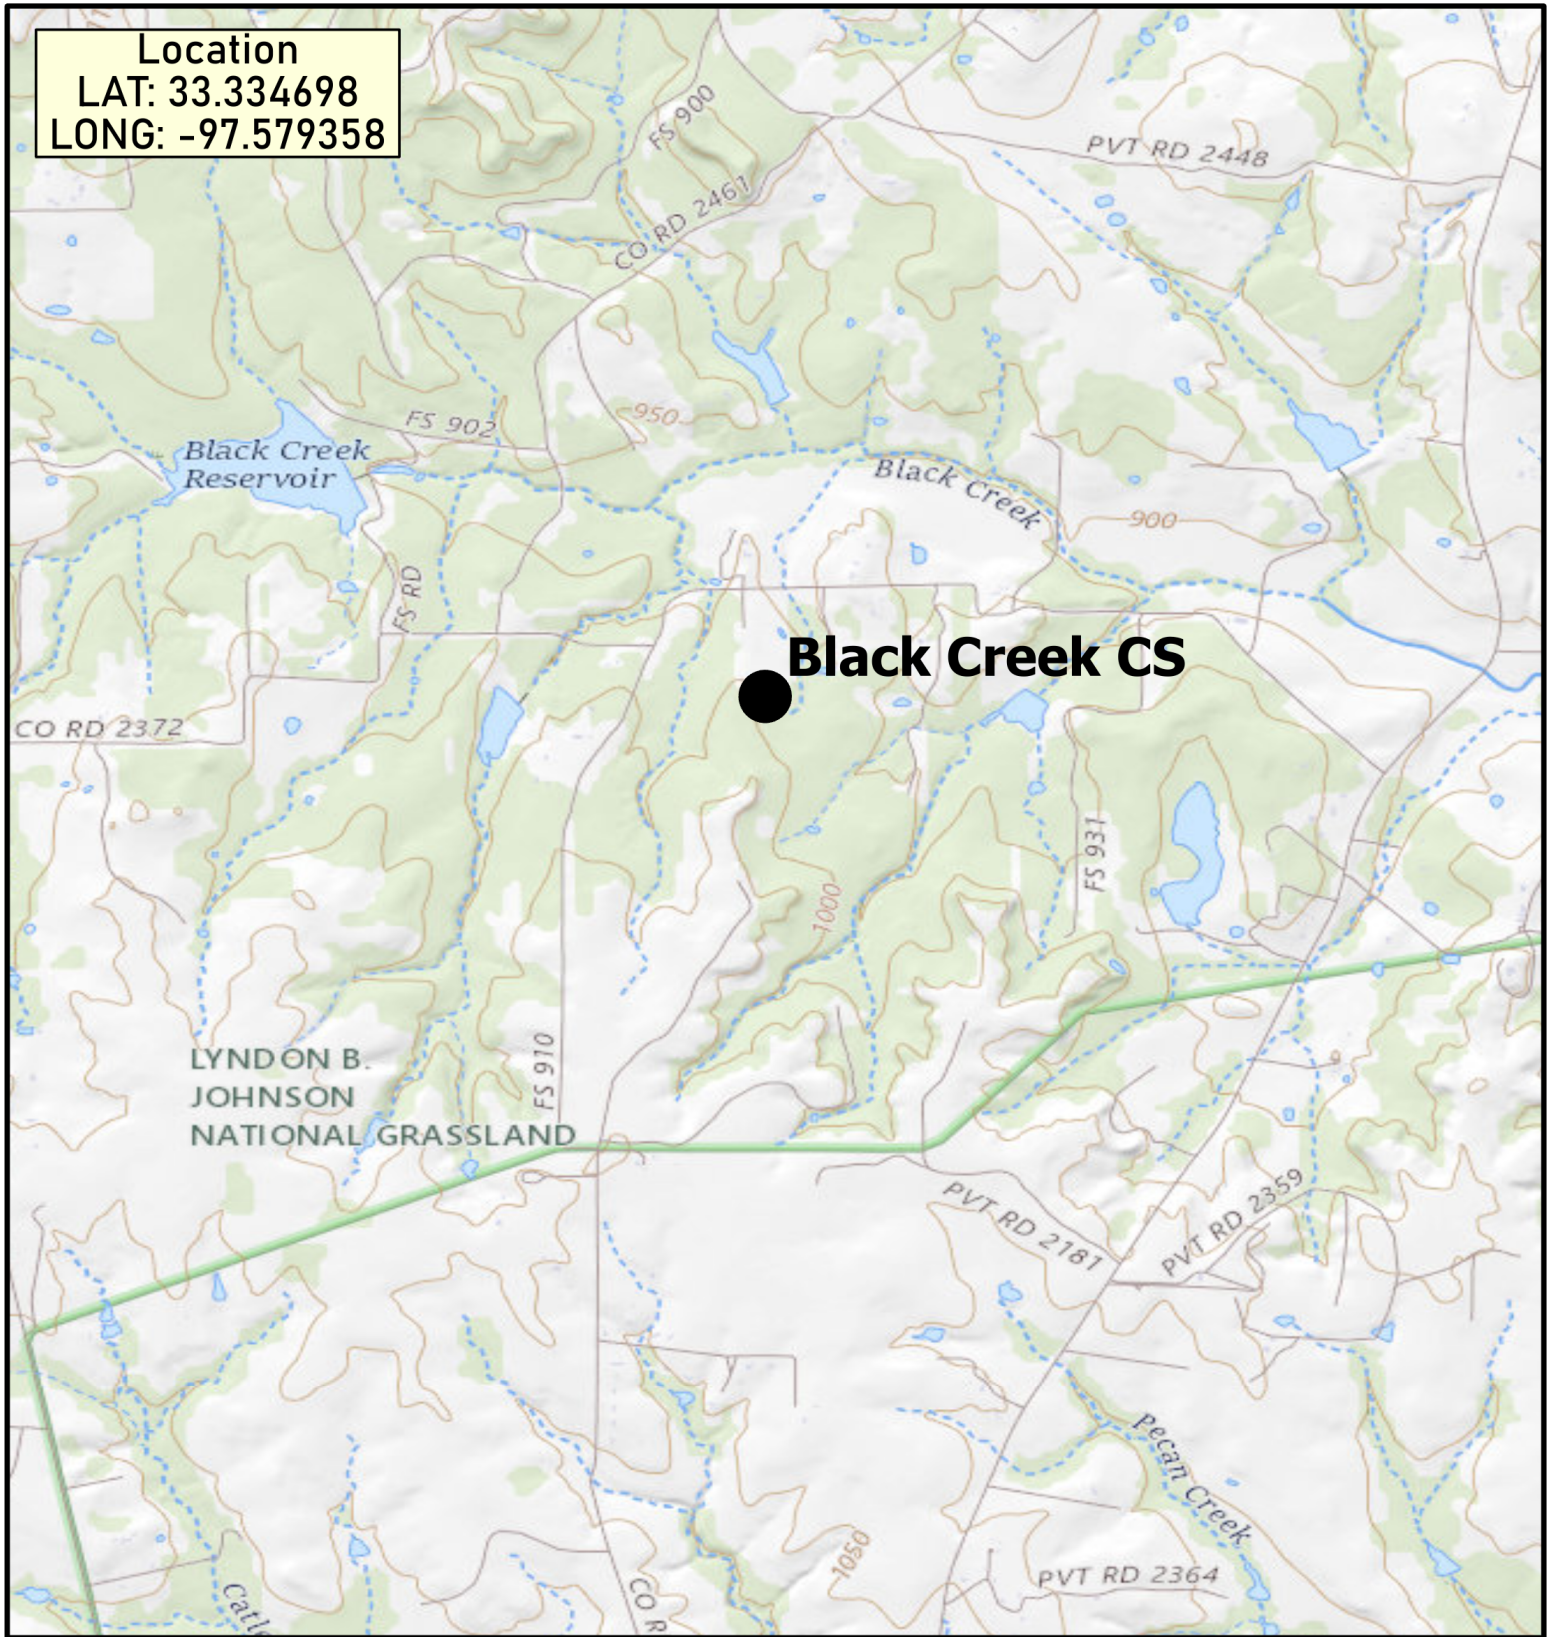 Location
LAT: 33.334698
LONG: -97.579358
FS 900
PVT RD 2448
CO RD 2461
950
FS 902
Black Creek
Reservoir
Black Creek
900
FS RD
Black Creek CS
CO RD 2372
FS 931
1000
FS 910
LYNDON B.
JOHNSON
NATIONAL GRASSLAND
PVT RD 2181
PVT RD 2359
Pecan Creek
1050
PVT RD 2364
CO R
Catle